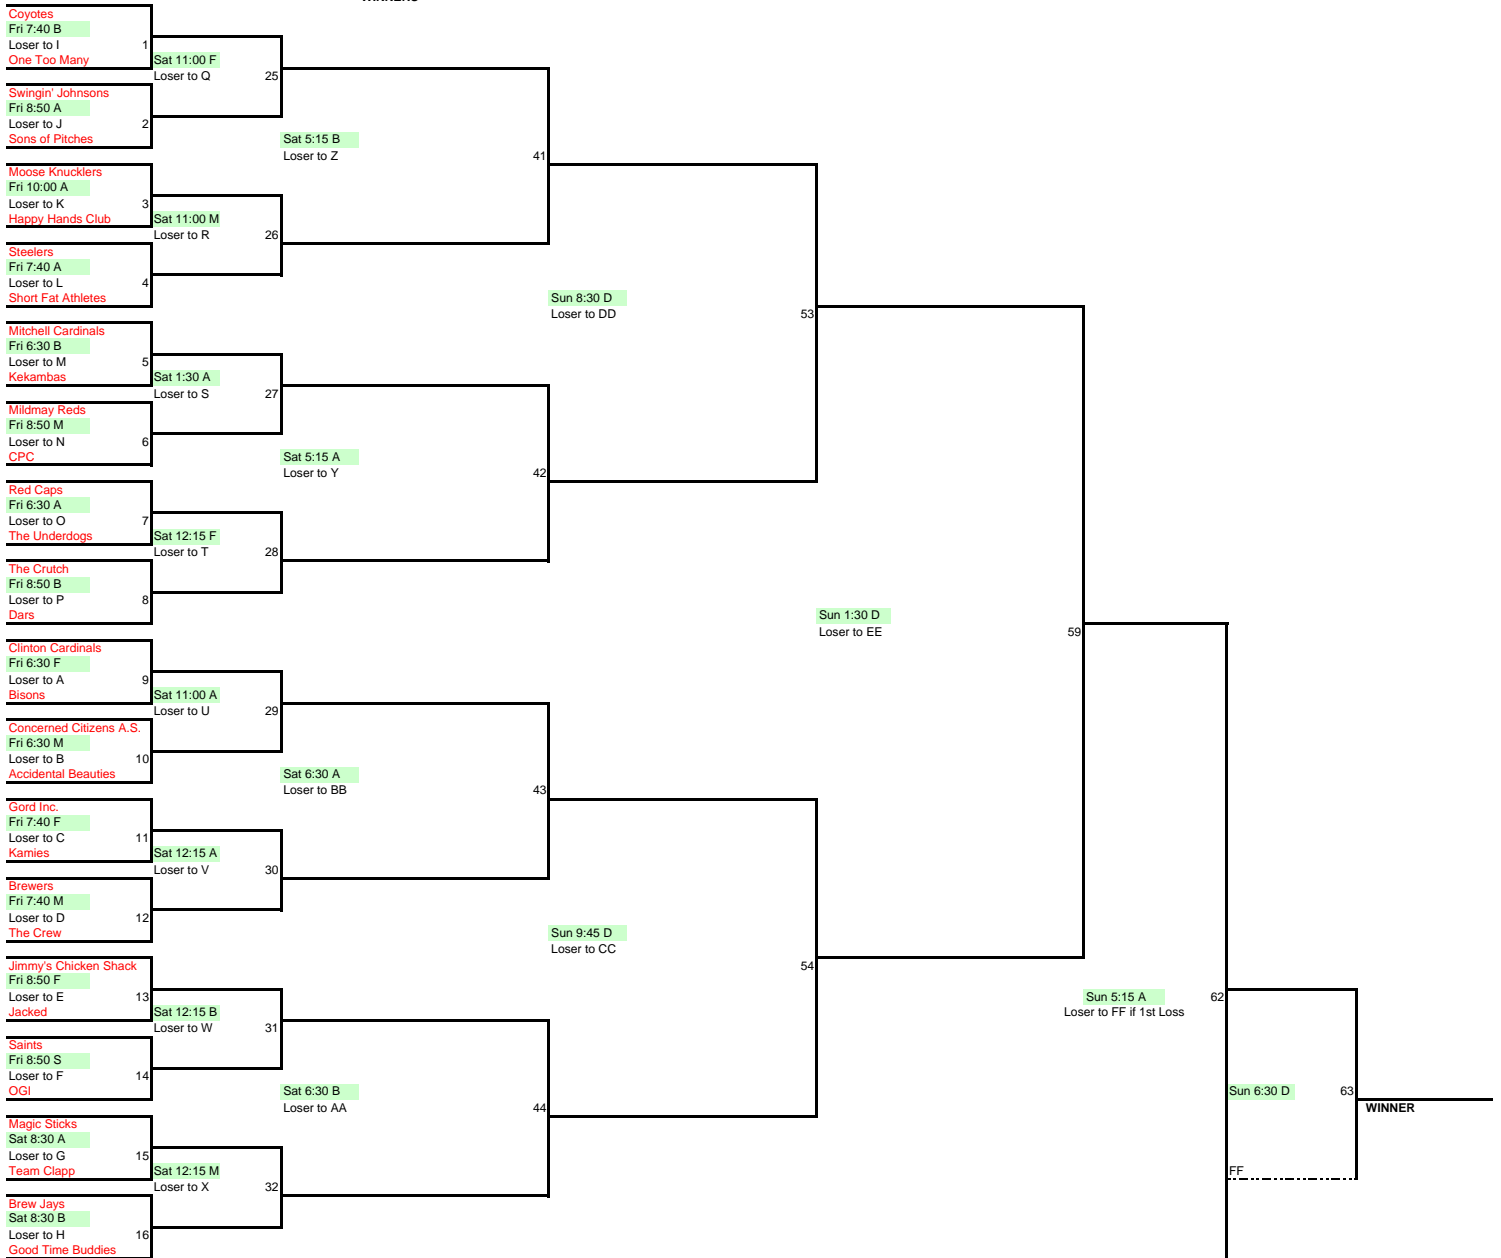 Coyotes
Fri 7:40 B
Loser to I 1
One Too Many
Sat 11:00 F
Loser to Q 25
Swingin' Johnsons
Fri 8:50 A
Loser to J 2
Sons of Pitches
Sat 5:15 B
Loser to Z 41
Moose Knucklers
Fri 10:00 A
Loser to K 3
Happy Hands Club
Sat 11:00 M
Loser to R 26
Steelers
Fri 7:40 A
Loser to L 4
Short Fat Athletes
Sun 8:30 D
Loser to DD 53
Mitchell Cardinals
Fri 6:30 B
Loser to M 5
Kekambas
Sat 1:30 A
Loser to S 27
Mildmay Reds
Fri 8:50 M
Loser to N 6
CPC
Sat 5:15 A
Loser to Y 42
Red Caps
Fri 6:30 A
Loser to O 7
The Underdogs
Sat 12:15 F
Loser to T 28
The Crutch
Fri 8:50 B
Loser to P 8
Dars
Sun 1:30 D
Loser to EE 59
Clinton Cardinals
Fri 6:30 F
Loser to A 9
Bisons
Sat 11:00 A
Loser to U 29
Concerned Citizens A.S.
Fri 6:30 M
Loser to B 10
Accidental Beauties
Sat 6:30 A
Loser to BB 43
Gord Inc.
Fri 7:40 F
Loser to C 11
Kamies
Sat 12:15 A
Loser to V 30
Brewers
Fri 7:40 M
Loser to D 12
The Crew
Sun 9:45 D
Loser to CC 54
Jimmy's Chicken Shack
Fri 8:50 F
Loser to E 13
Jacked
Sat 12:15 B
Loser to W 31
Sun 5:15 A 62
Loser to FF if 1st Loss
Saints
Fri 8:50 S
Loser to F 14
OGI
Sat 6:30 B
Loser to AA 44
Sun 6:30 D 63
WINNER
Magic Sticks
Sat 8:30 A
Loser to G 15
Team Clapp
Sat 12:15 M
Loser to X 32
FF
Brew Jays
Sat 8:30 B
Loser to H 16
Good Time Buddies